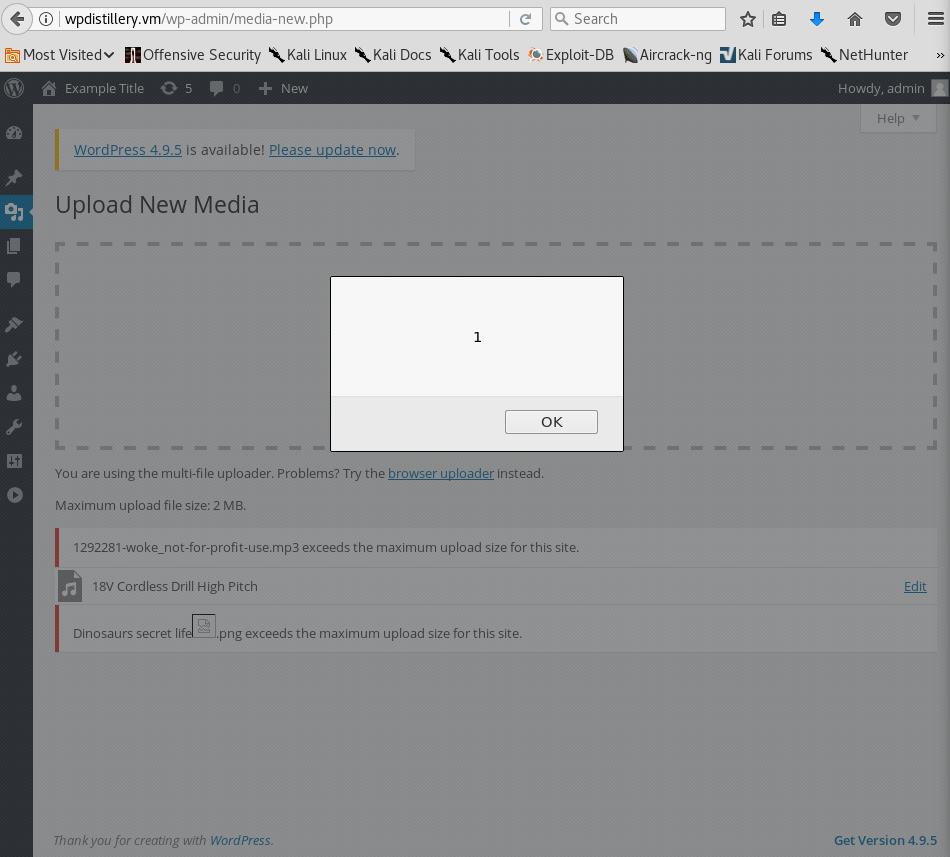 wpdistillery.vm/wp-admin/media-new.php
Search
Most Visited
Offensive Security
Kali Linux
Kali Docs
Kali Tools
Exploit-DB
Aircrack-ng
Kali Forums
NetHunter
»
Example Title
5
0
New
Howdy, admin
Help
WordPress 4.9.5 is available! Please update now.
Upload New Media
1
OK
You are using the multi-file uploader. Problems? Try the browser uploader instead.
Maximum upload file size: 2 MB.
1292281-woke_not-for-profit-use.mp3 exceeds the maximum upload size for this site.
18V Cordless Drill High Pitch
Edit
Dinosaurs secret life.png exceeds the maximum upload size for this site.
Thank you for creating with WordPress.
Get Version 4.9.5